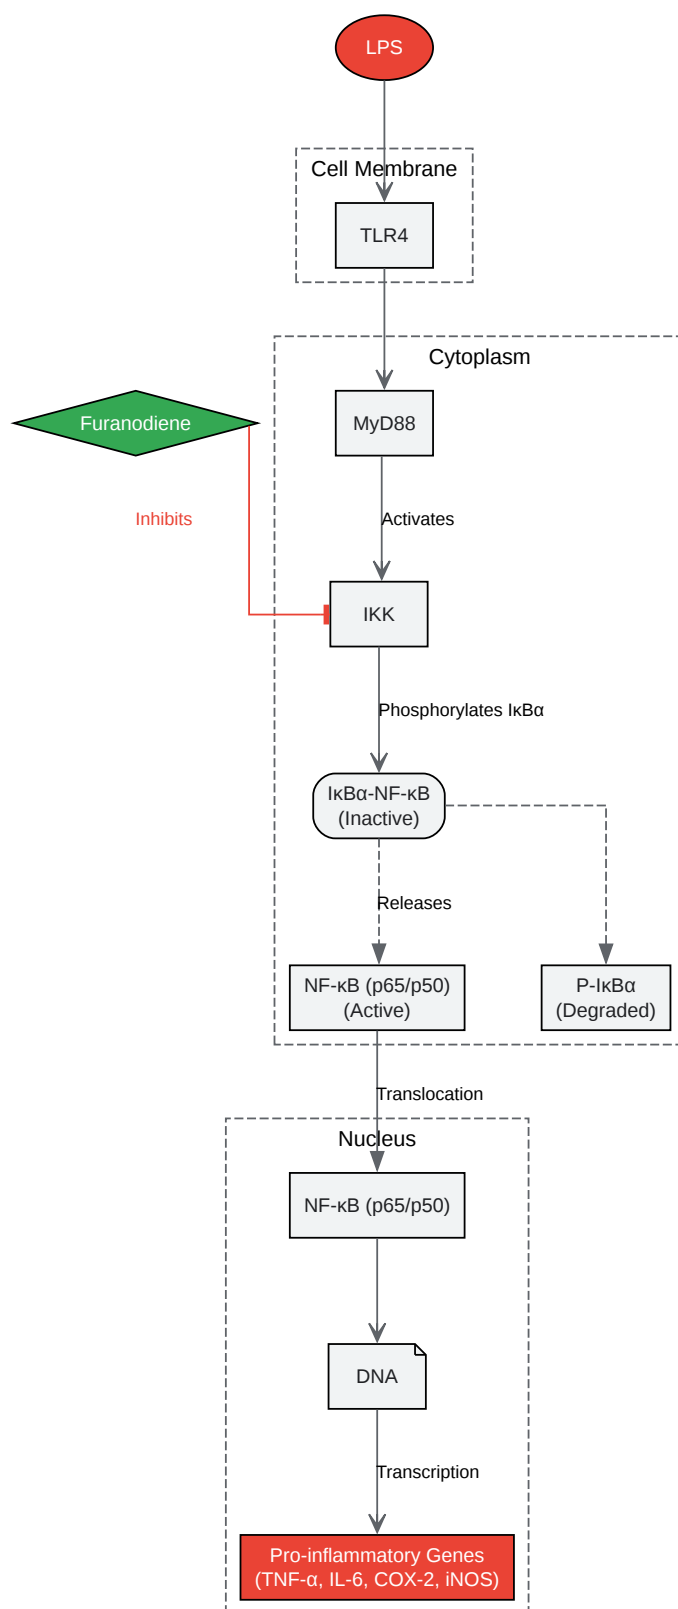 LPS
Cell Membrane
TLR4
Cytoplasm
MyD88
Furanodiene
Inhibits
Activates
IKK
Phosphorylates IκBα
IκBα-NF-κB
(Inactive)
Releases
NF-κB (p65/p50)
(Active)
P-IκBα
(Degraded)
Translocation
Nucleus
NF-κB (p65/p50)
DNA
Transcription
Pro-inflammatory Genes
(TNF-α, IL-6, COX-2, iNOS)